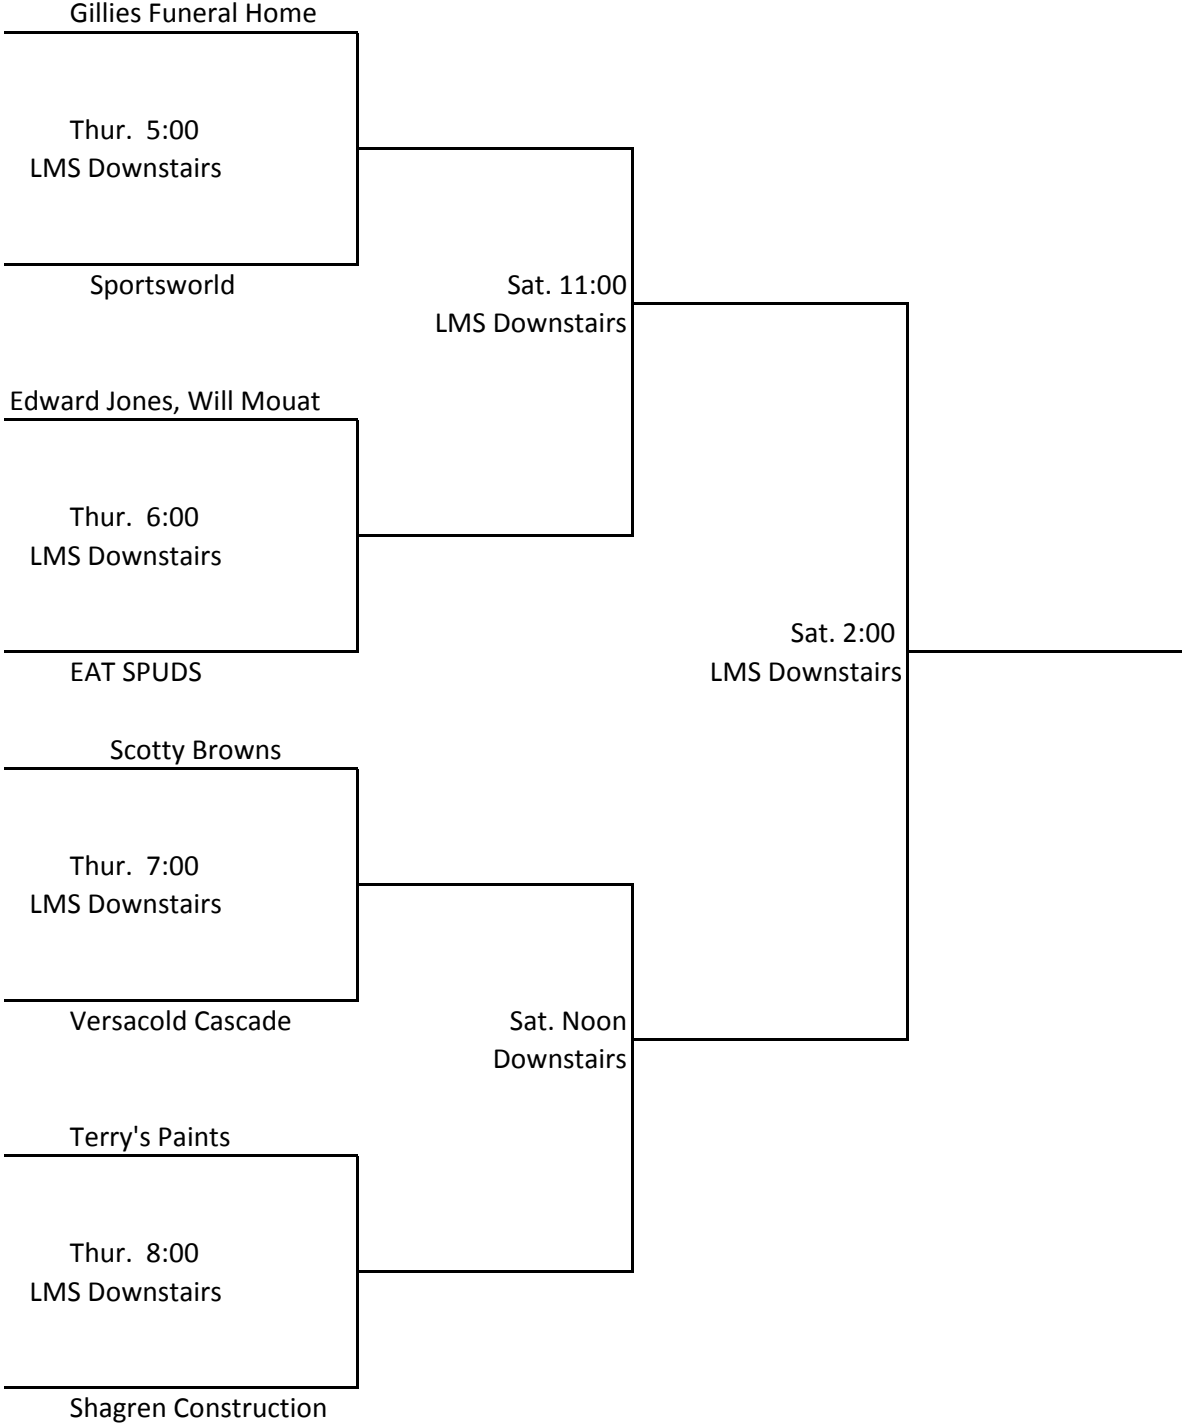 Gillies Funeral Home
Thur.  5:00
LMS Downstairs
Sportsworld
Sat. 11:00
LMS Downstairs
Edward Jones, Will Mouat
Thur.  6:00
LMS Downstairs
EAT SPUDS
Sat. 2:00
LMS Downstairs
Scotty Browns
Thur.  7:00
LMS Downstairs
Versacold Cascade
Sat. Noon
Downstairs
Terry's Paints
Thur.  8:00
LMS Downstairs
Shagren Construction